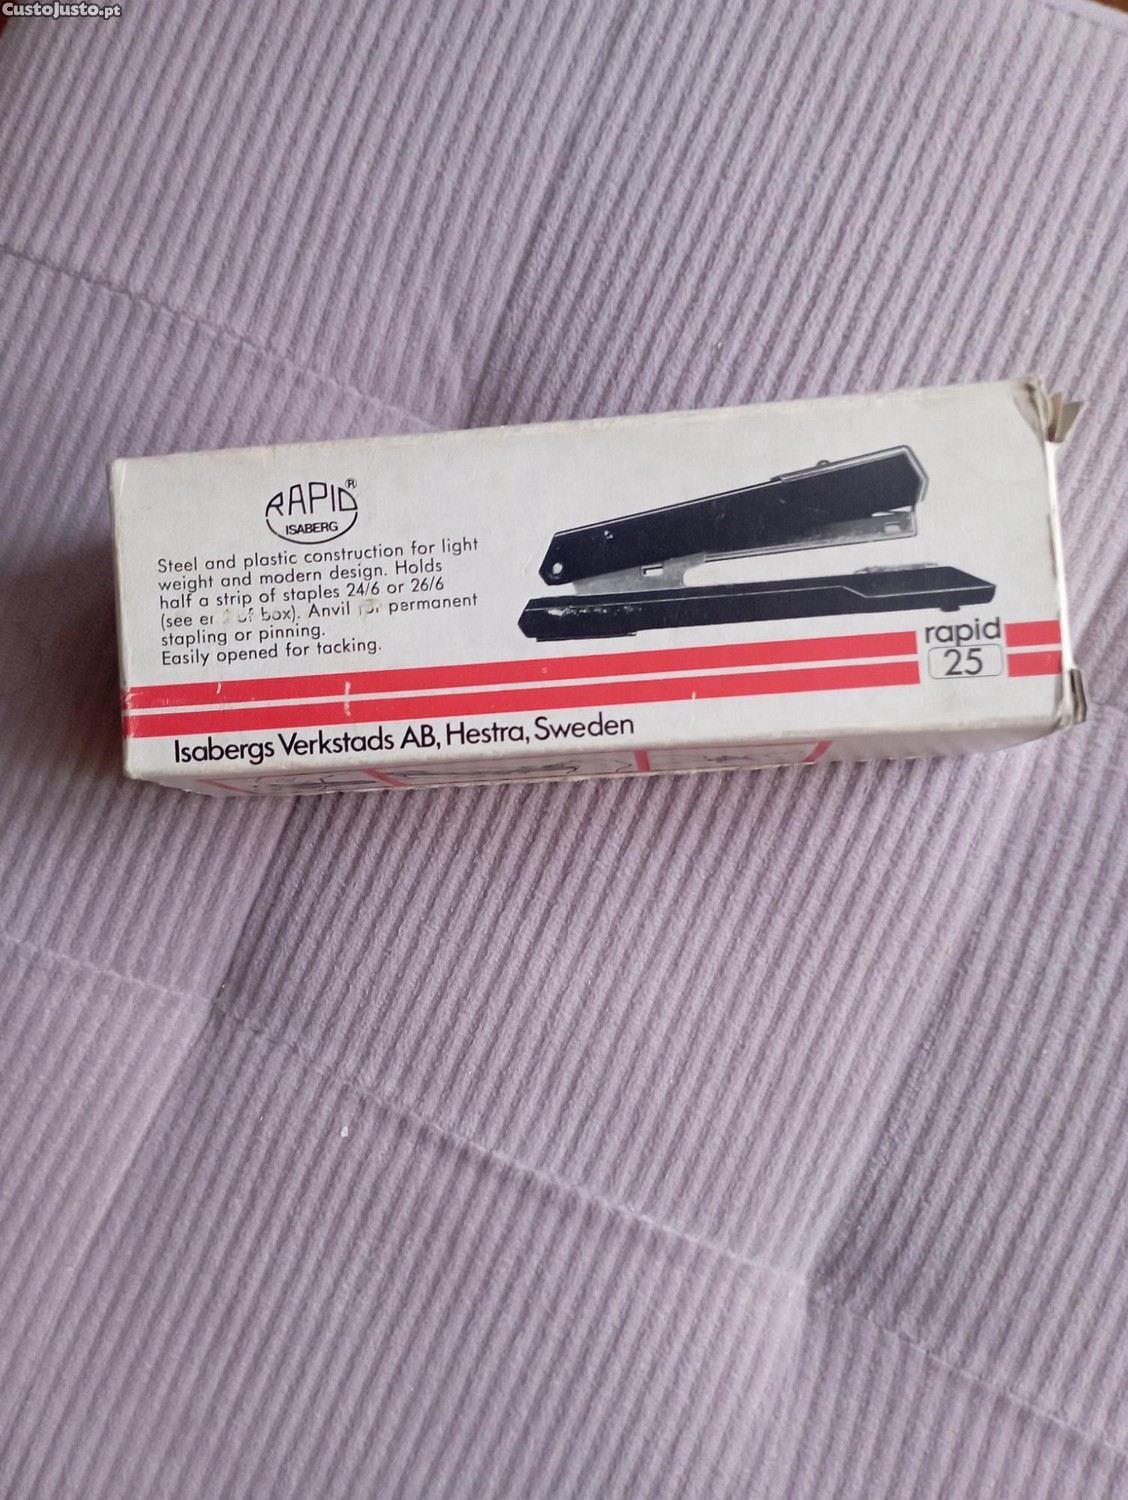 CustoJusto.pt
RAPID®
ISABERG
Steel and plastic construction for light
weight and modern design. Holds
half a strip of staples 24/6 or 26/6
(see of box). Anvil permanent
stapling or pinning.
Easily opened for tacking.
rapid
25
Isabergs Verkstads AB, Hestra, Sweden